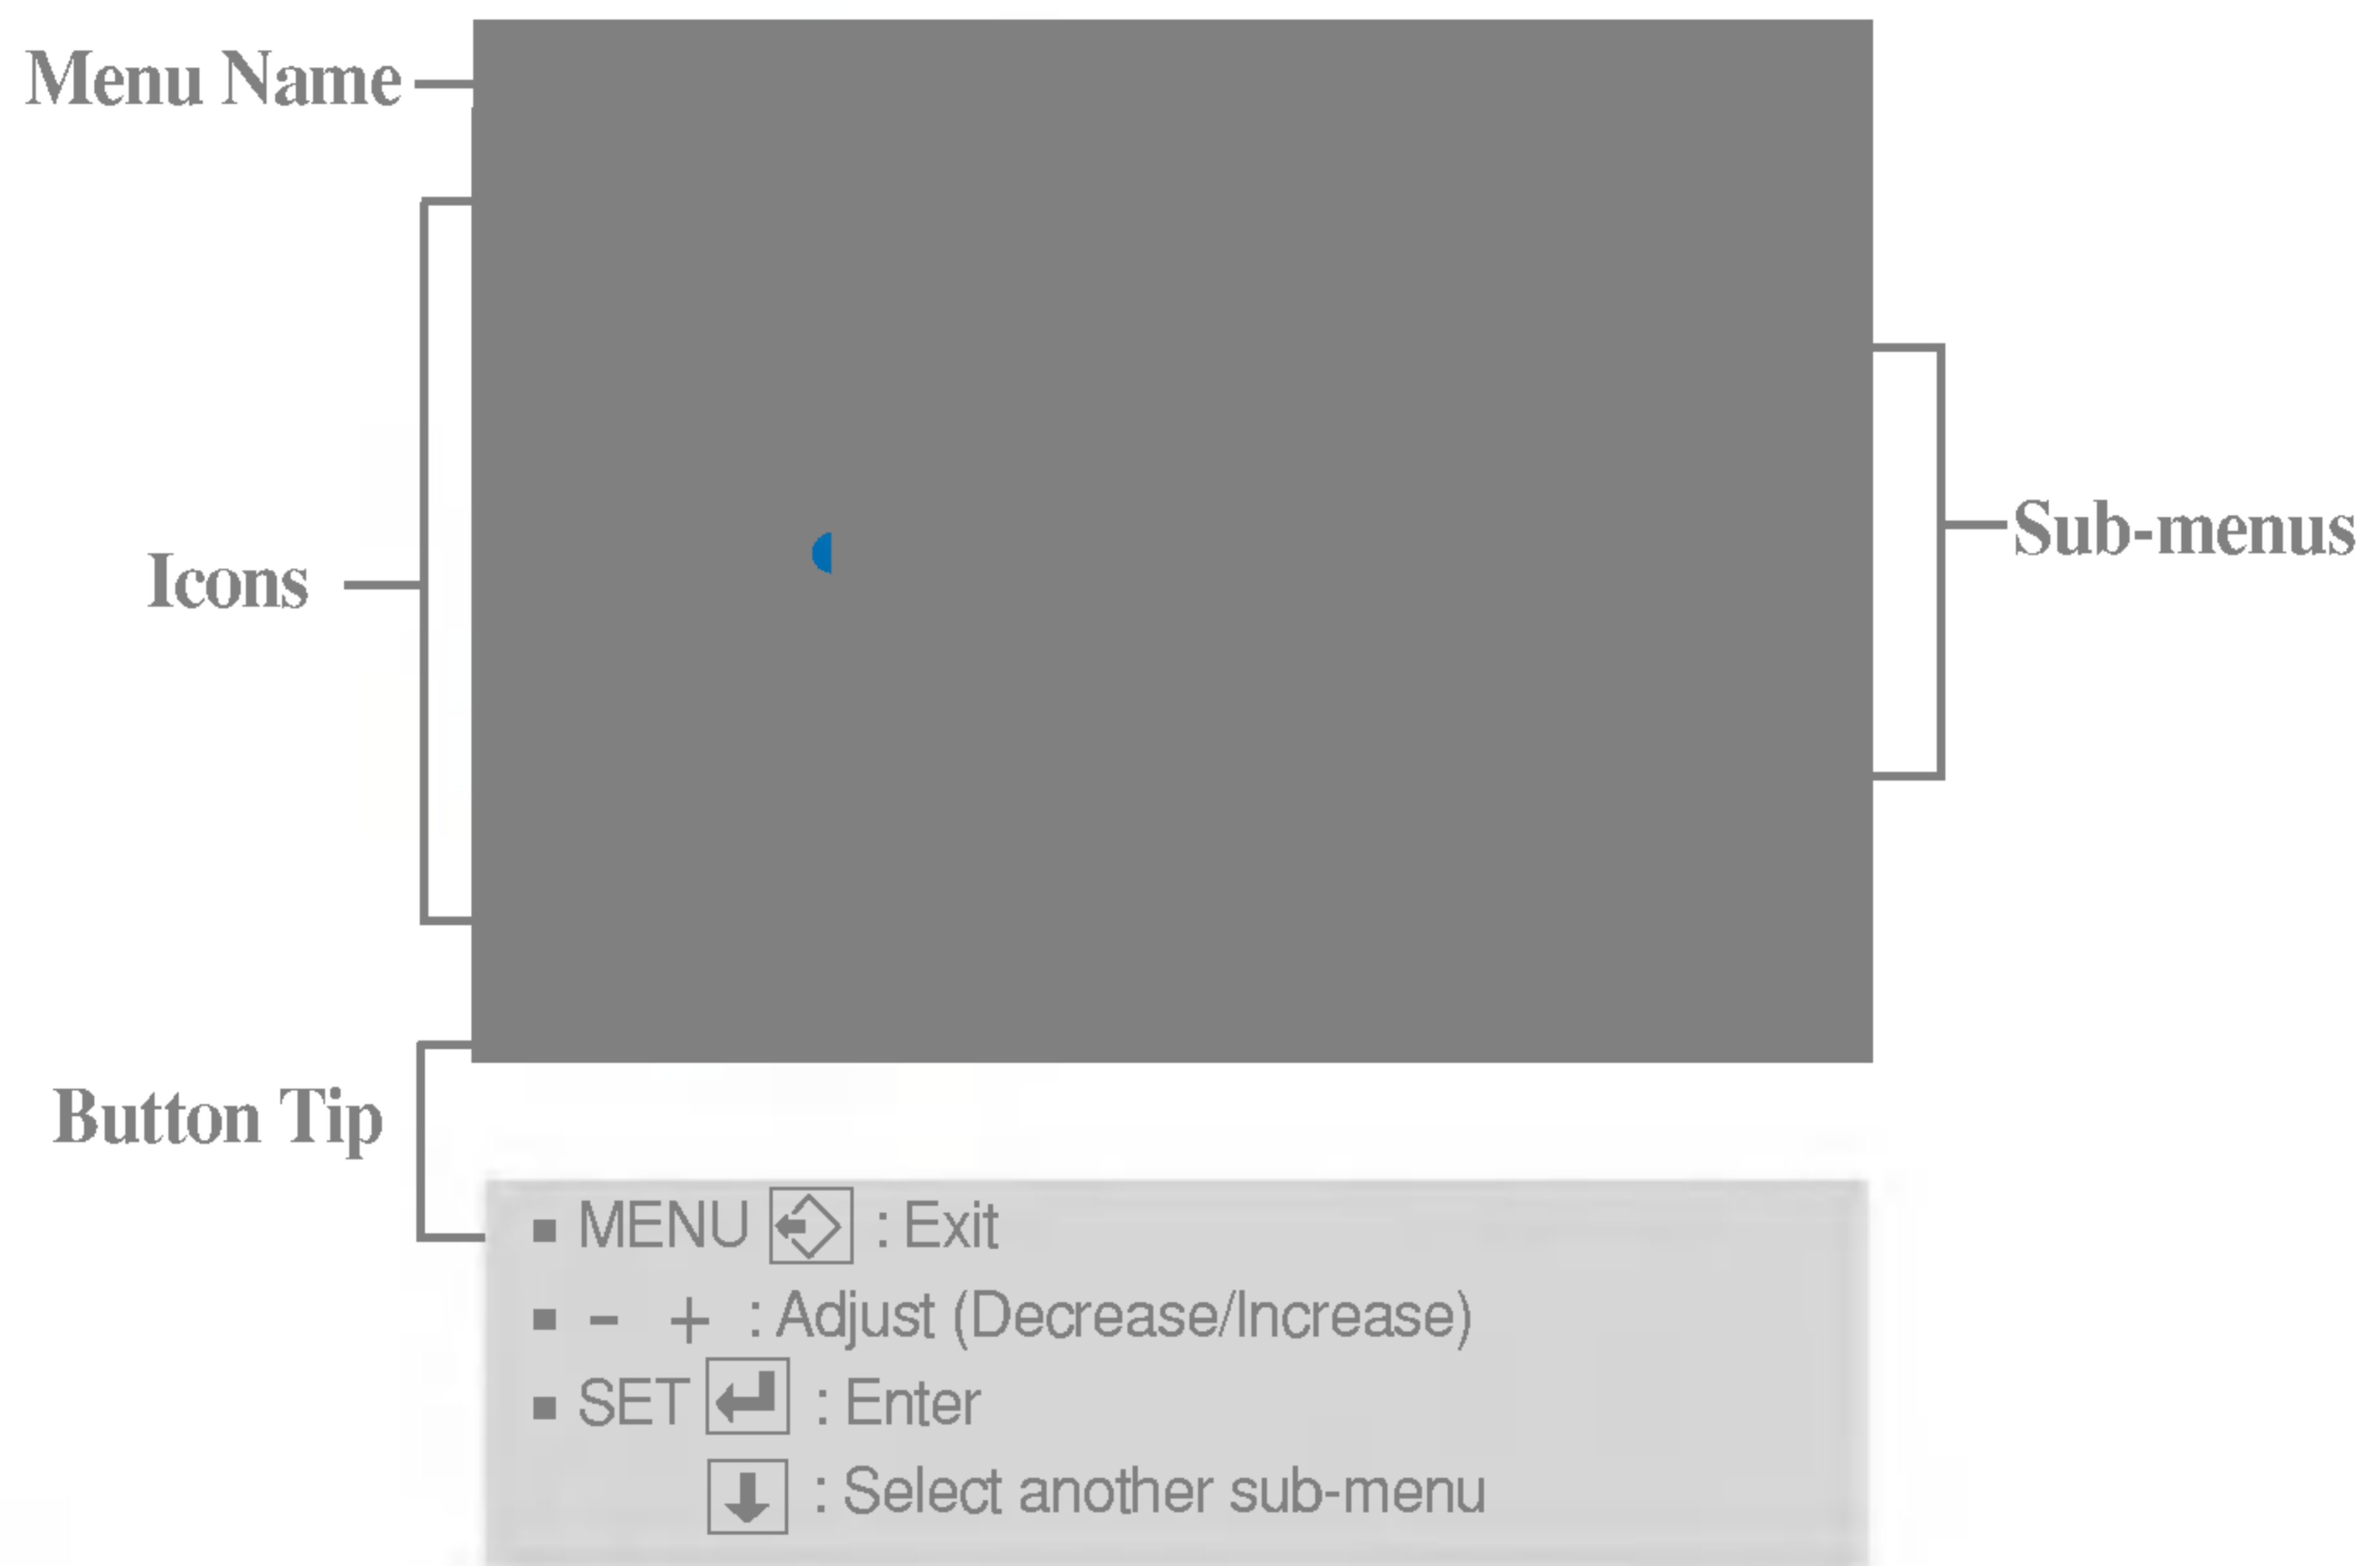 Menu Name
Icons
Sub-menus
Button Tip
■ MENU : Exit
■ - + : Adjust (Decrease/Increase)
■ SET : Enter
: Select another sub-menu